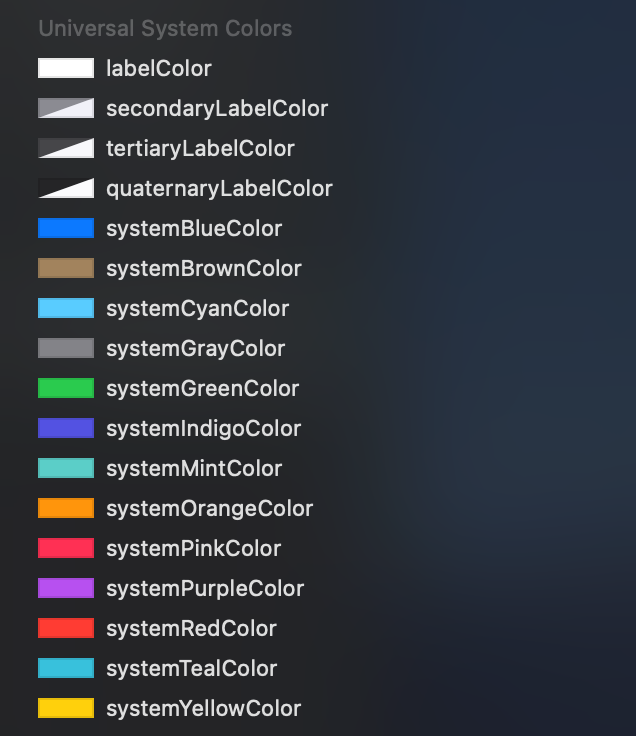 Universal System Colors
labelColor
secondaryLabelColor
tertiaryLabelColor
quaternaryLabelColor
systemBlueColor
systemBrownColor
systemCyanColor
systemGrayColor
systemGreenColor
systemIndigoColor
systemMintColor
systemOrangeColor
systemPinkColor
systemPurpleColor
systemRedColor
systemTealColor
systemYellowColor